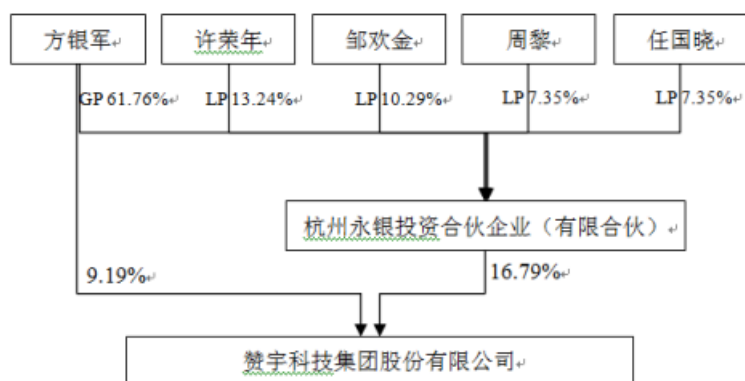 方银军
许荣年
邹欢金
周黎
任国晓
GP 61.76%
LP 13.24%
LP 10.29%
LP 7.35%
LP 7.35%
杭州永银投资合伙企业（有限合伙）
9.19%
16.79%
赞宇科技集团股份有限公司